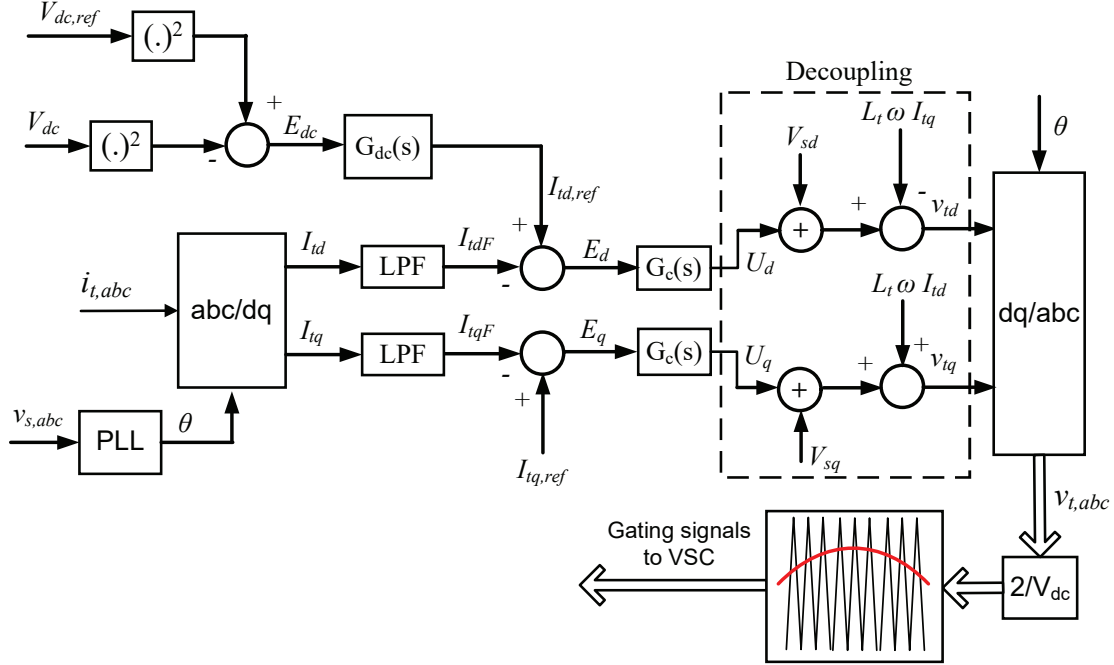 V_dc,ref
(.)²
Decoupling
+
V_dc
(.)²
-
E_dc
G_dc(s)
I_td,ref
V_sd
L_t ω I_tq
θ
+
-
v_td
+
I_td
LPF
I_tdF
+
-
E_d
G_c(s)
U_d
i_t,abc
abc/dq
L_t ω I_td
dq/abc
I_tq
LPF
I_tqF
-
+
E_q
G_c(s)
U_q
+
+
+
v_tq
v_s,abc
PLL
θ
I_tq,ref
V_sq
v_t,abc
Gating signals
to VSC
2/V_dc